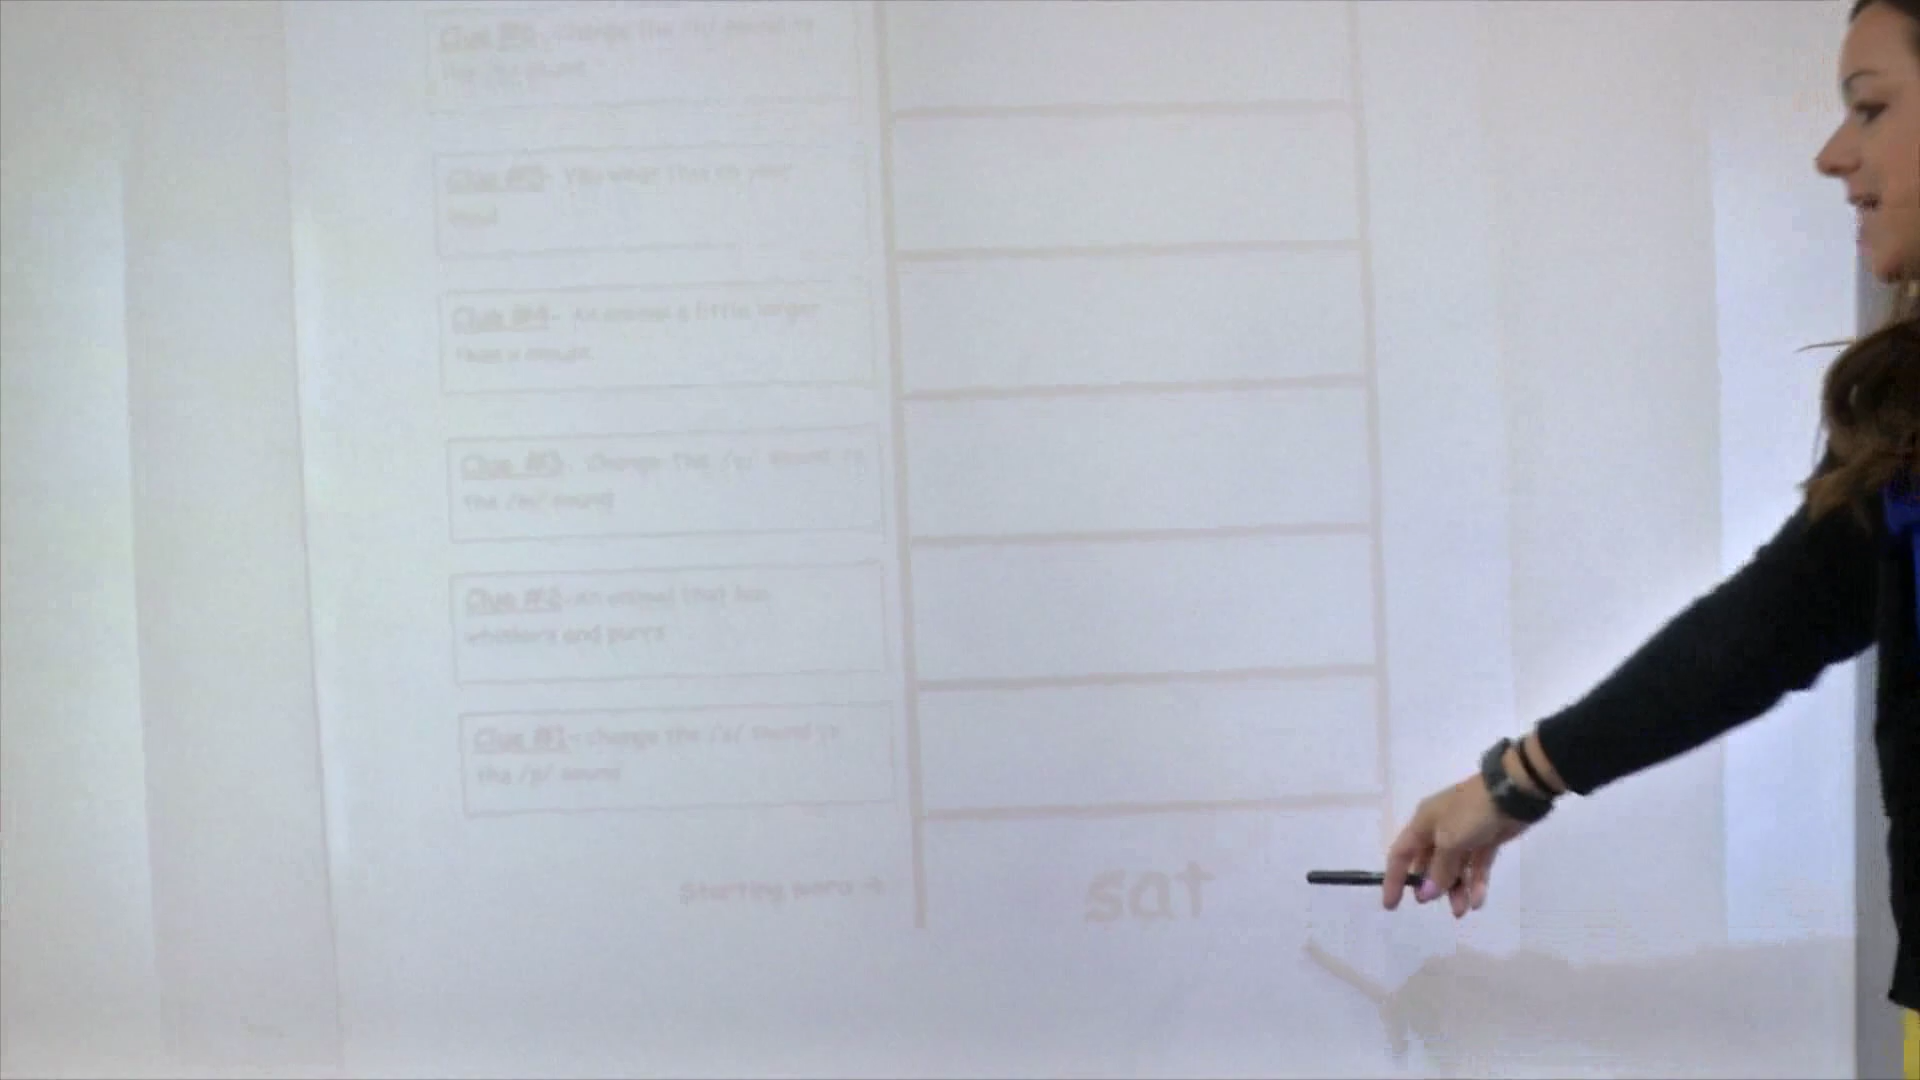 Clue #6- Change the sound to
the sound
Clue #5- You wear this on your
head
Clue #4- An animal a little larger
than a mouse
Clue #3- Change the sound to
the /m/ sound
Clue #2- An animal that has
whiskers and purrs
Clue #1- change the /s/ sound to
the /p/ sound
Starting word →
sat